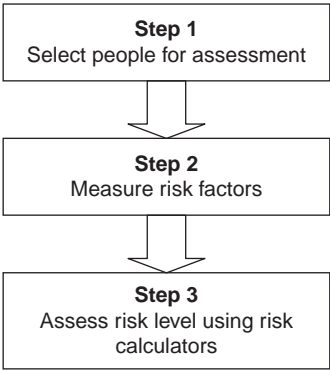 Step 1
Select people for assessment
Step 2
Measure risk factors
Step 3
Assess risk level using risk
calculators